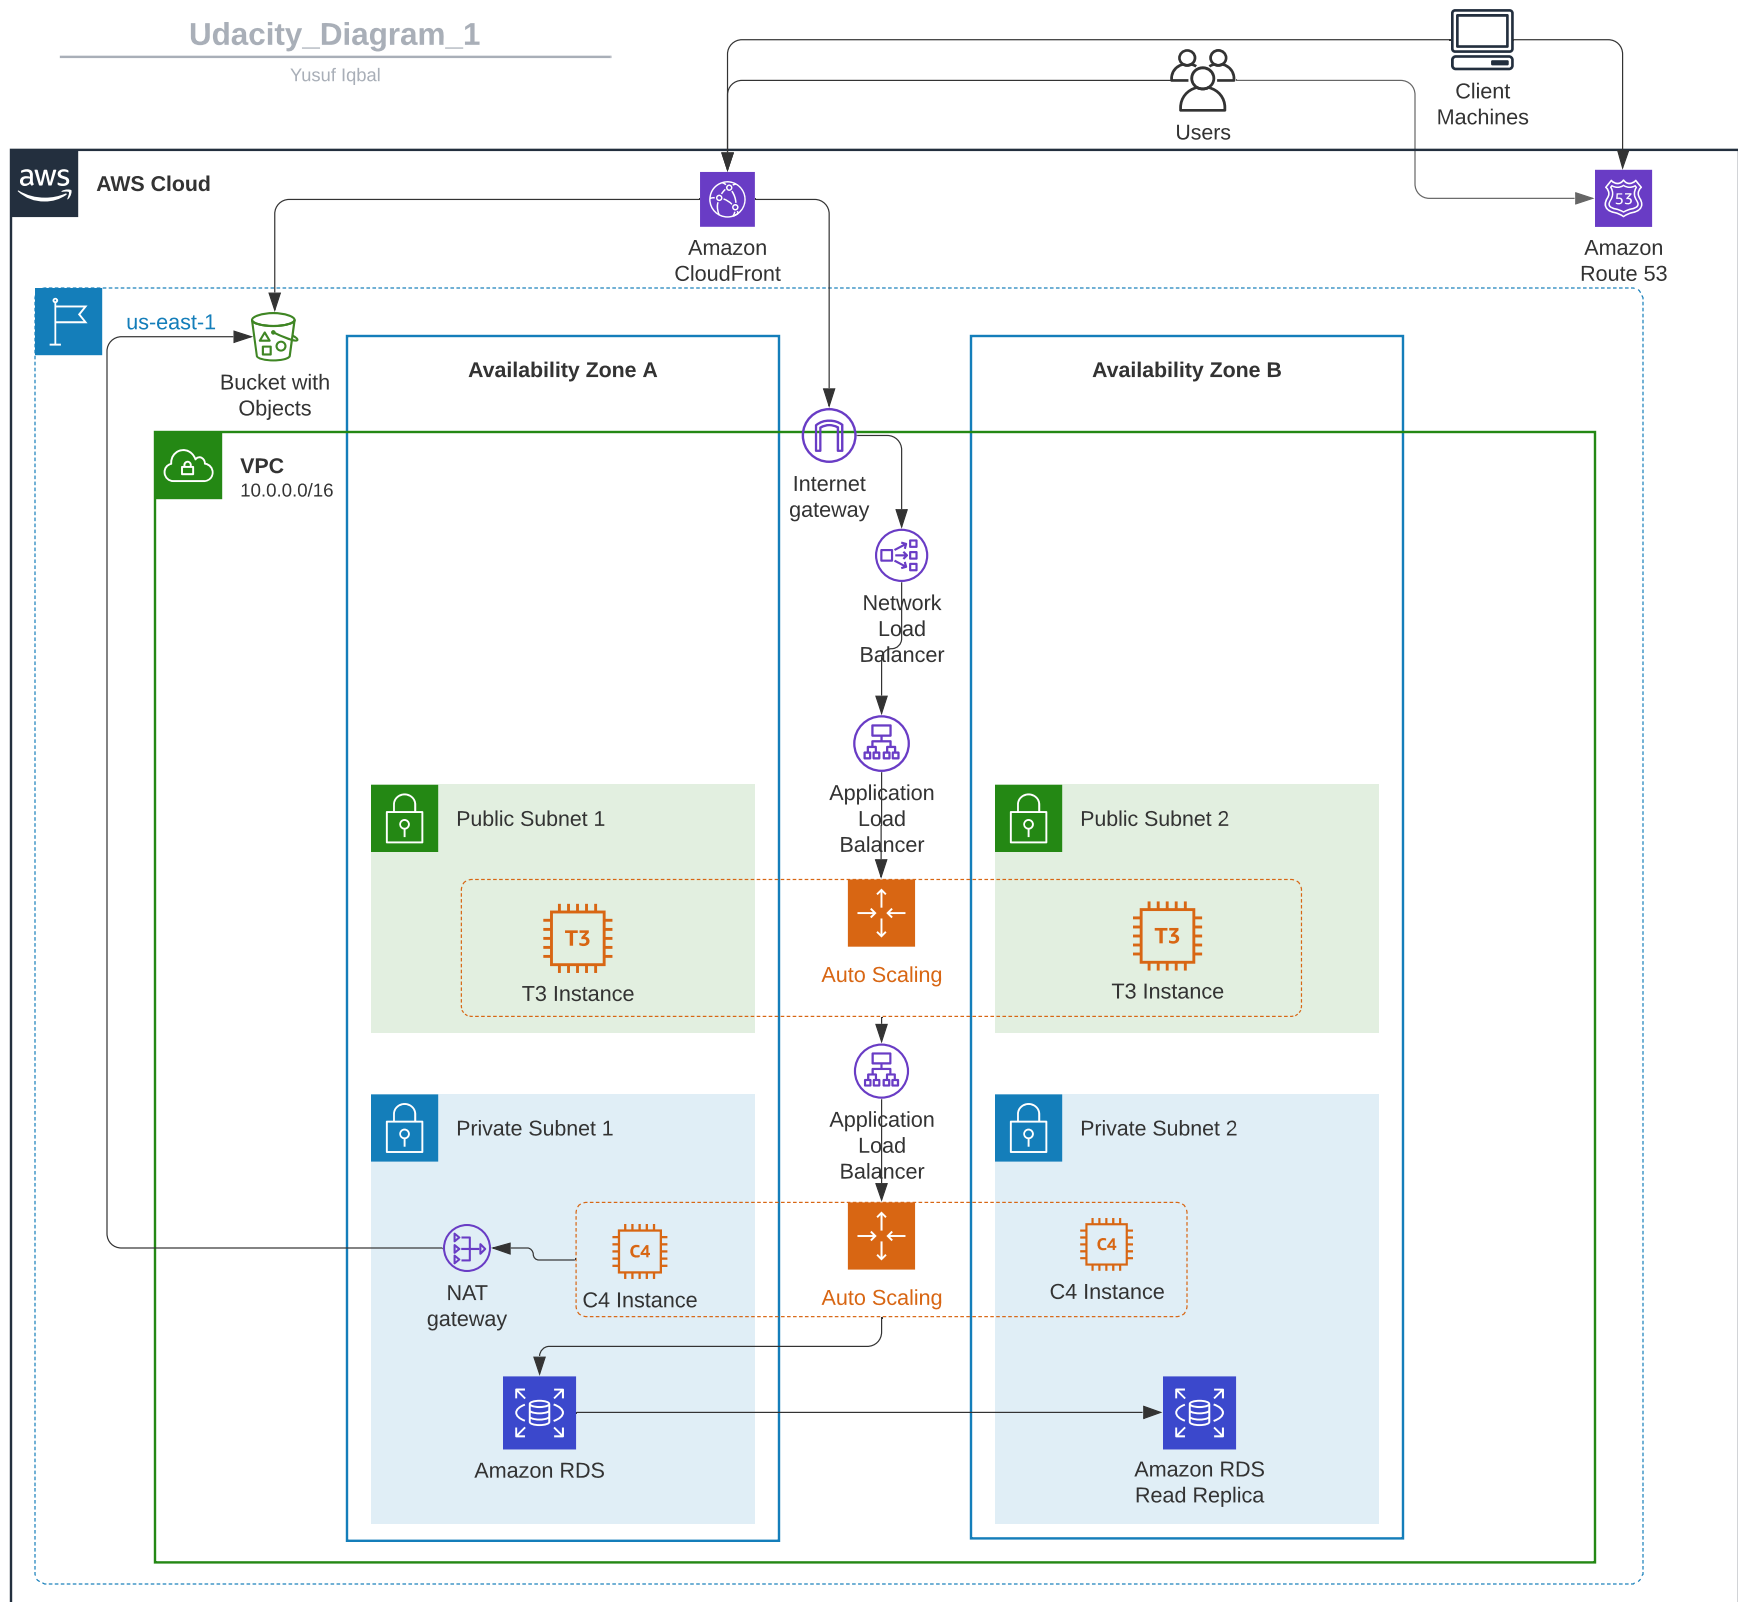 Udacity_Diagram_1
Yusuf Iqbal
Client
Machines
Users
aws
AWS Cloud
53
Amazon
CloudFront
Amazon
Route 53
us-east-1
Bucket with
Objects
Availability Zone A
Availability Zone B
VPC
10.0.0.0/16
Internet
gateway
Network
Load
Balancer
Application
Load
Balancer
Public Subnet 1
Public Subnet 2
T3
T3 Instance
Auto Scaling
T3
T3 Instance
Application
Load
Balancer
Private Subnet 1
Private Subnet 2
NAT
gateway
C4
C4 Instance
Auto Scaling
C4
C4 Instance
Amazon RDS
Amazon RDS
Read Replica